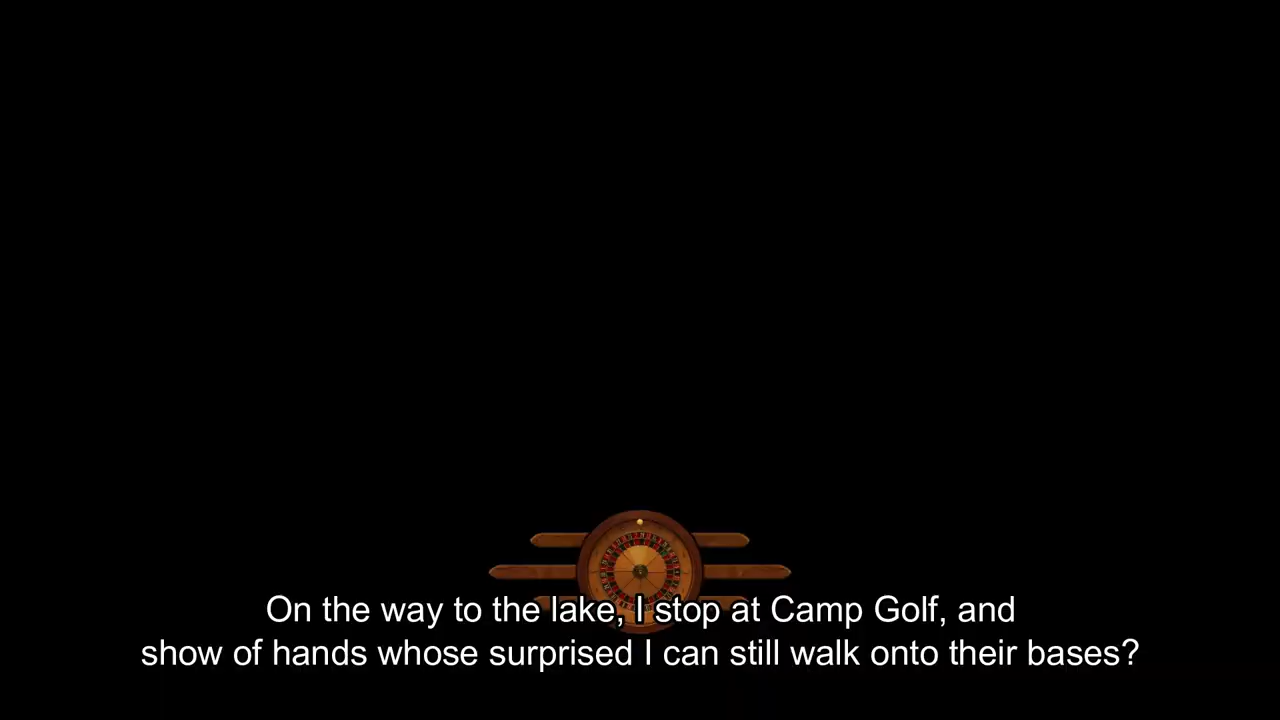 On the way to the lake, I stop at Camp Golf, and
show of hands whose surprised I can still walk onto their bases?